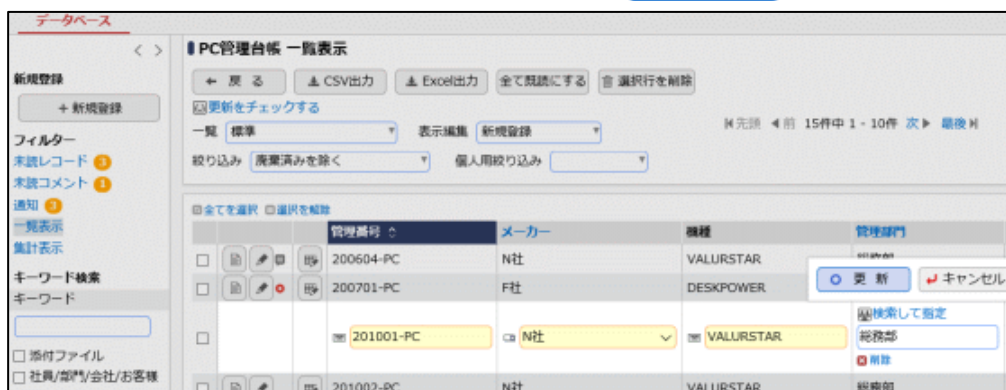 データベース
新規登録
+ 新規登録
フィルター
未読レコード 3
未読コメント 1
通知 3
一覧表示
集計表示
キーワード検索
キーワード
添付ファイル
社員/部門/会社/お客様
PC管理台帳 一覧表示
戻る CSV出力 Excel出力 全て既読にする 選択行を削除
更新をチェックする
一覧 標準 表示編集 新規登録
先頭 前 15件中 1 - 10件 次 最後
絞り込み 廃棄済みを除く 個人用絞り込み
全てを選択 選択を解除
管理番号 メーカー 機種 管理部門
200604-PC N社 VALURSTAR 総務部
200701-PC F社 DESKPOWER
更新 キャンセル
検索して指定
201001-PC N社 VALURSTAR 総務部
削除
201002-PC N社 VALURSTAR 総務部